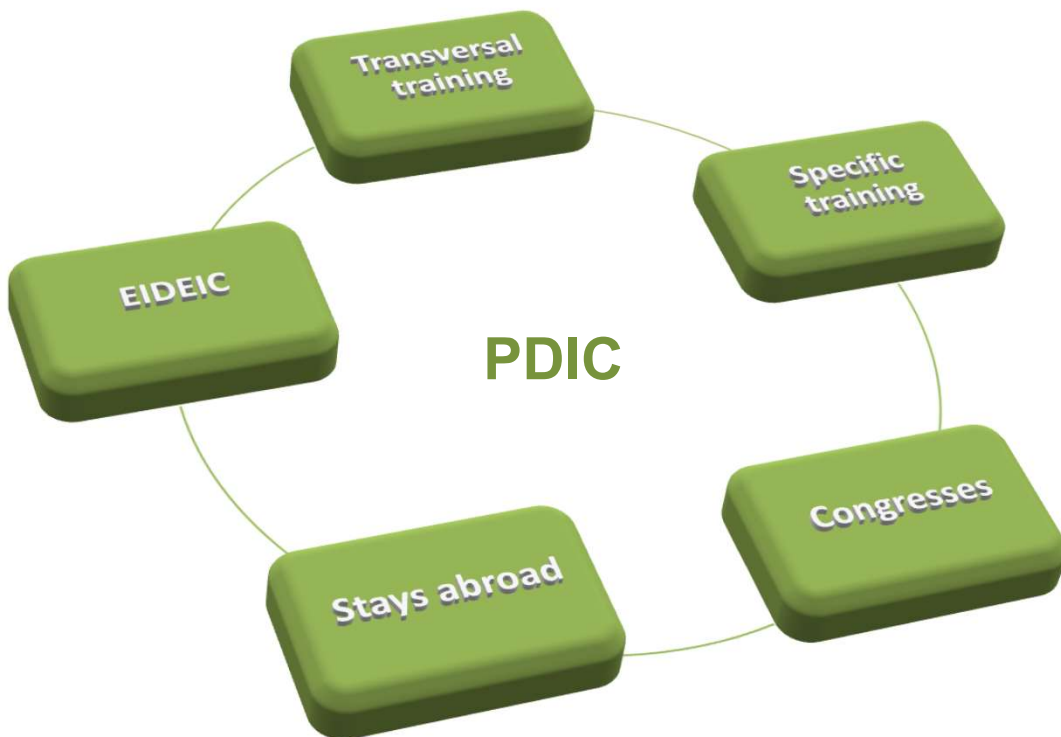 Transversal
training
Specific
training
EIDEIC
PDIC
Congresses
Stays abroad